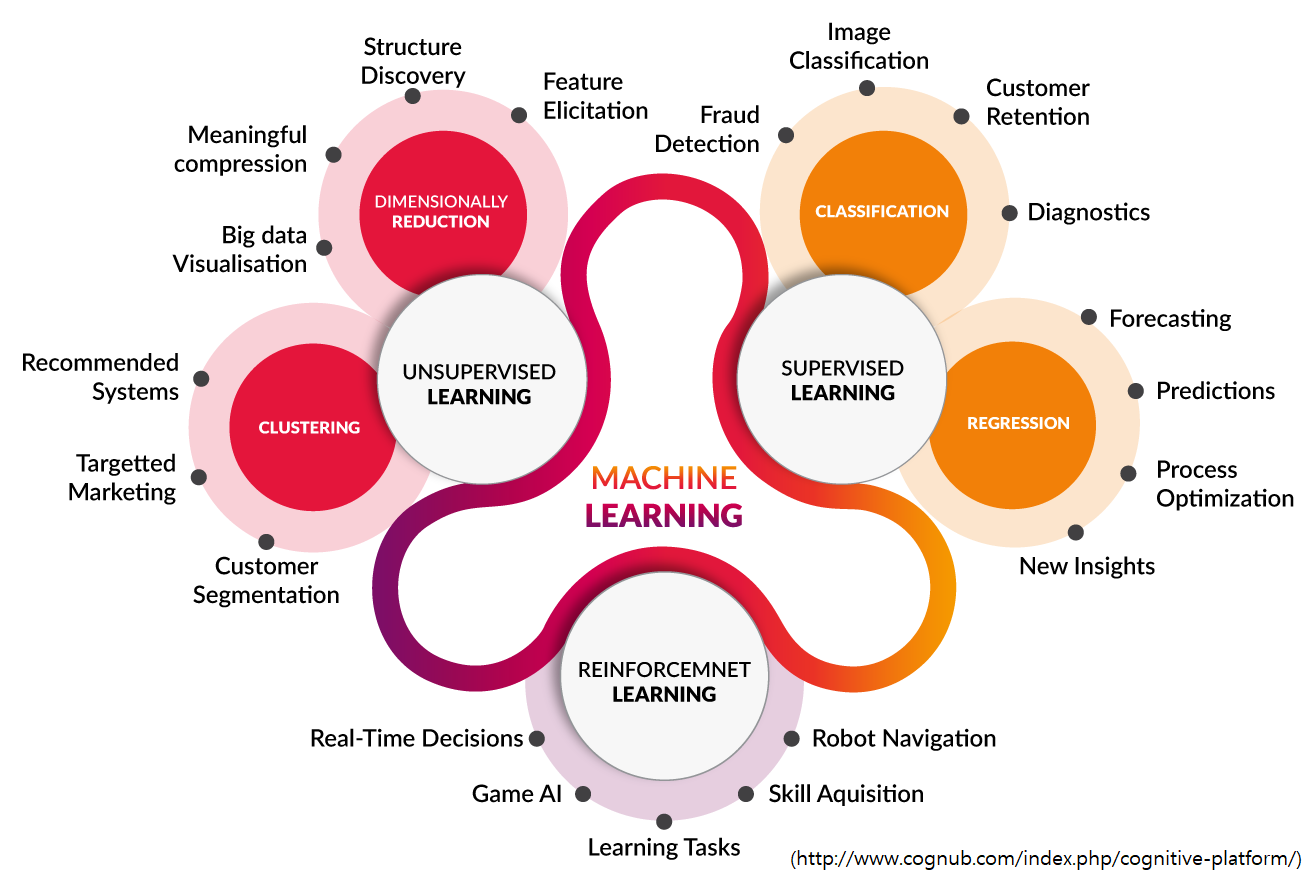 Structure
Discovery
Feature
Elicitation
Meaningful
compression
Big data
Visualisation
DIMENSIONALLY
REDUCTION
Recommended
Systems
Targetted
Marketing
Customer
Segmentation
CLUSTERING
UNSUPERVISED
LEARNING
Image
Classification
Fraud
Detection
Customer
Retention
Diagnostics
CLASSIFICATION
SUPERVISED
LEARNING
Forecasting
Predictions
Process
Optimization
New Insights
REGRESSION
MACHINE
LEARNING
REINFORCEMNET
LEARNING
Real-Time Decisions
Game AI
Learning Tasks
Skill Aquisition
Robot Navigation
(http://www.cognub.com/index.php/cognitive-platform/)